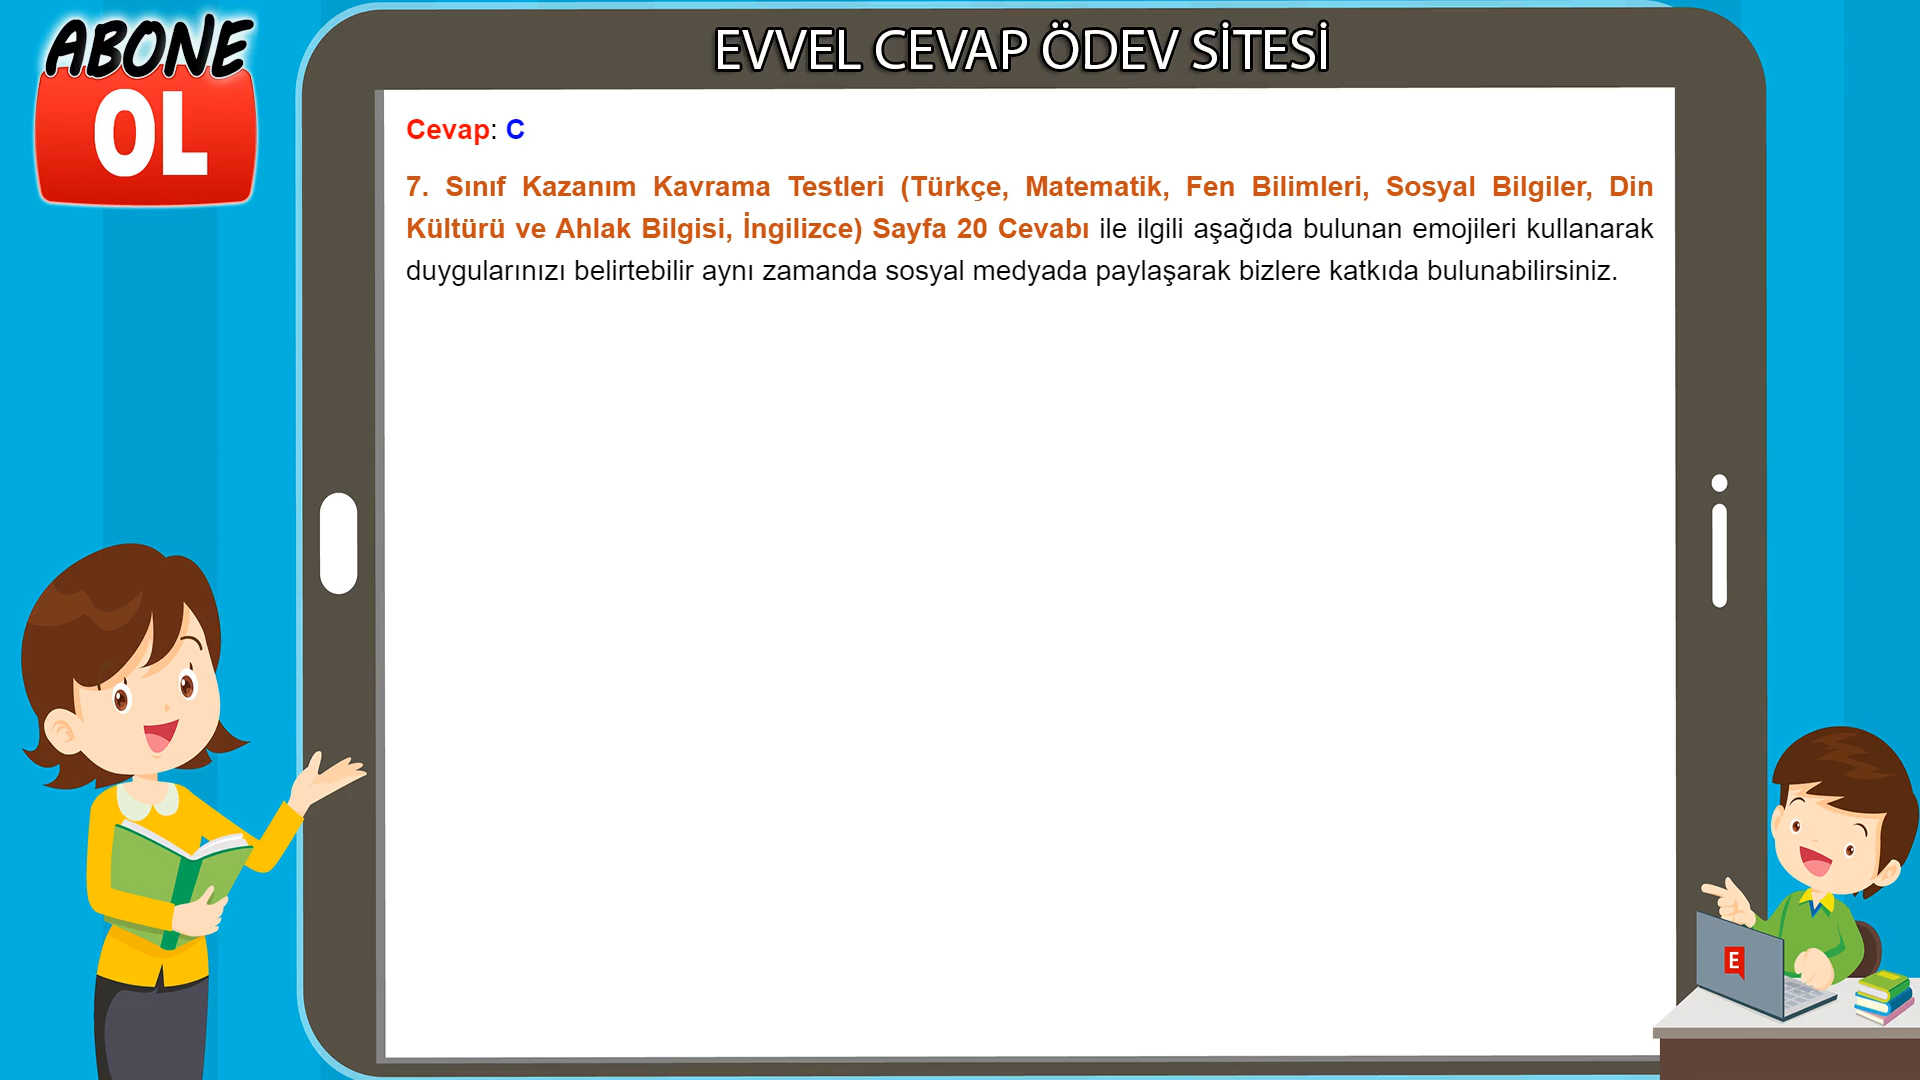 ABONE
OL
EVVEL CEVAP ÖDEV SİTESİ
Cevap: C
7. Sınıf Kazanım Kavrama Testleri (Türkçe, Matematik, Fen Bilimleri, Sosyal Bilgiler, Din
Kültürü ve Ahlak Bilgisi, İngilizce) Sayfa 20 Cevabı ile ilgili aşağıda bulunan emojileri kullanarak
duygularınızı belirtebilir aynı zamanda sosyal medyada paylaşarak bizlere katkıda bulunabilirsiniz.
E